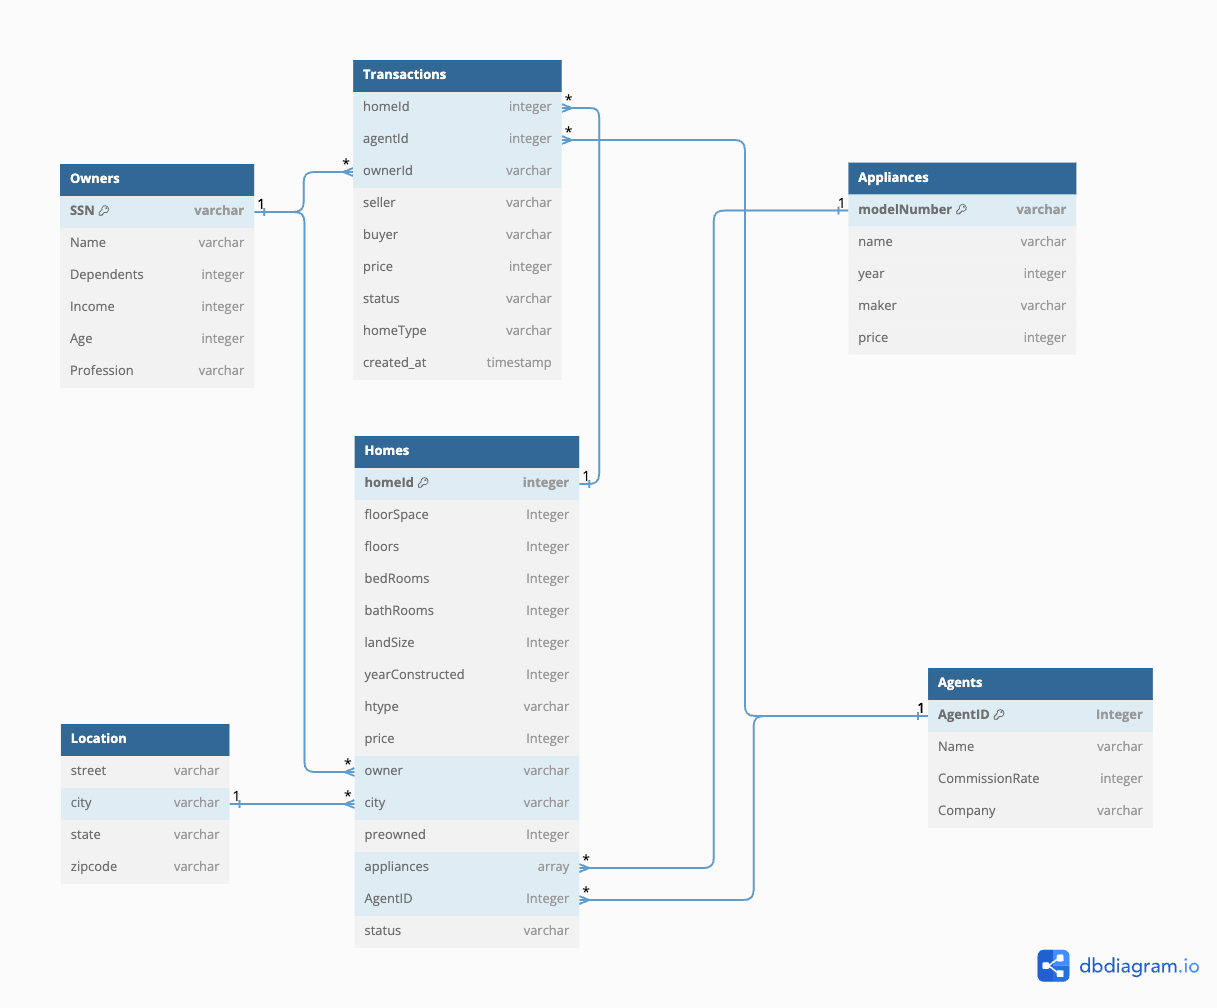 Transactions
homeId integer
agentId integer
ownerId varchar
seller varchar
buyer varchar
price integer
status varchar
homeType varchar
created_at timestamp
*
*
*
Owners
SSN varchar
Name varchar
Dependents integer
Income integer
Age integer
Profession varchar
1
Appliances
modelNumber varchar
name varchar
year integer
maker varchar
price integer
1
Homes
homeId integer
floorSpace Integer
floors Integer
bedRooms Integer
bathRooms Integer
landSize Integer
yearConstructed Integer
htype varchar
price Integer
owner varchar
city varchar
preowned Integer
appliances array
AgentID Integer
status varchar
1
*
*
*
*
Location
street varchar
city varchar
state varchar
zipcode varchar
1
Agents
AgentID Integer
Name varchar
CommissionRate integer
Company varchar
1
dbdiagram.io